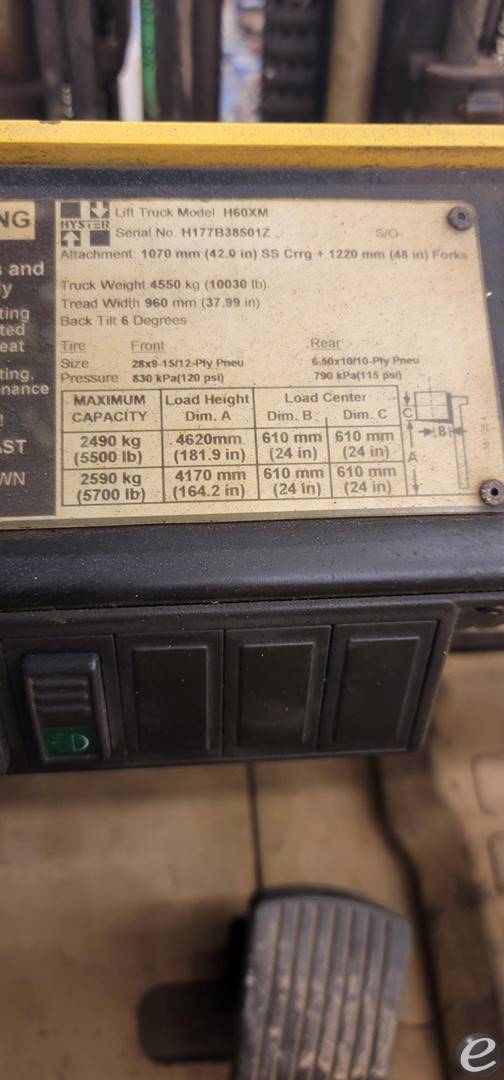 NG
s and
ly
ting
ted
eat
ting,
nance
!
AST
WN
HYSTER
Lift Truck Model H60XM
Serial No. H177B38501Z S/O
Attachment: 1070 mm (42.0 in) SS Crrg + 1220 mm (48 in) Forks
Truck Weight 4550 kg (10030 lb)
Tread Width 960 mm (37.99 in)
Back Tilt 6 Degrees
Tire Front Rear
Size 28x9-15/12-Ply Pneu 6.50x10/10-Ply Pneu
Pressure 830 kPa(120 psi) 790 kPa(115 psi)
MAXIMUM Load Height Load Center
CAPACITY Dim. A Dim. B Dim. C
2490 kg 4620mm 610 mm 610 mm
(5500 lb) (181.9 in) (24 in) (24 in)
2590 kg 4170 mm 610 mm 610 mm
(5700 lb) (164.2 in) (24 in) (24 in)
C
B
A
e